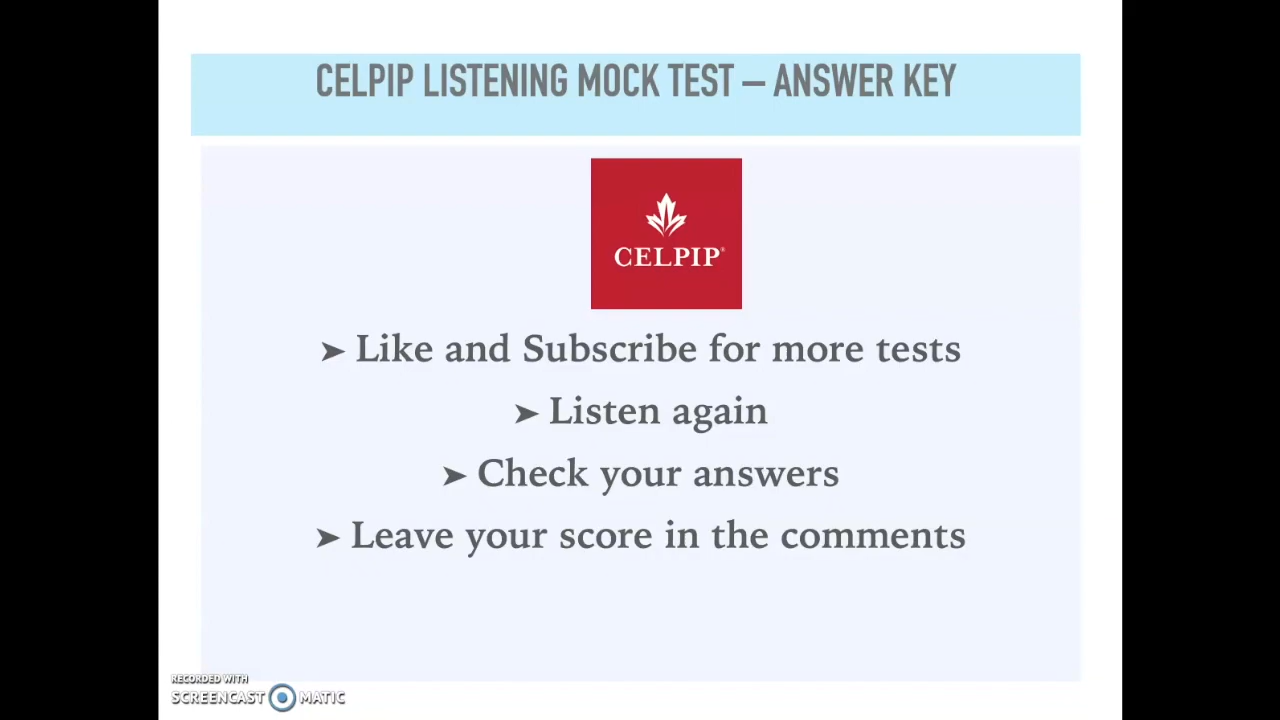 CELPIP LISTENING MOCK TEST – ANSWER KEY
CELPIP®
➤ Like and Subscribe for more tests
➤ Listen again
➤ Check your answers
➤ Leave your score in the comments
RECORDED WITH
SCREENCAST MATIC